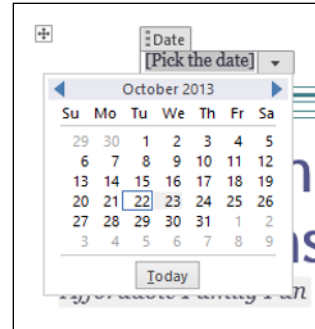 Date
[Pick the date]
October 2013
Su Mo Tu We Th Fr Sa
29 30 1 2 3 4 5
6 7 8 9 10 11 12
13 14 15 16 17 18 19
20 21 22 23 24 25 26
27 28 29 30 31 1 2
3 4 5 6 7 8 9
Today